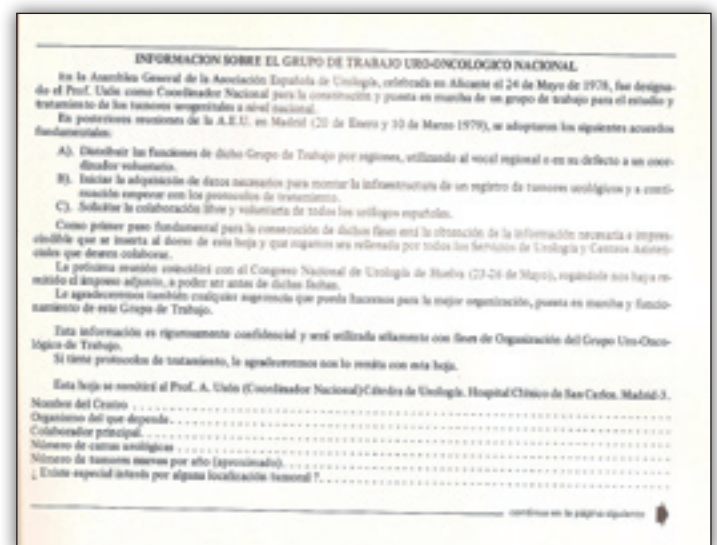 INFORMACION SOBRE EL GRUPO DE TRABAJO URO-ONCOLOGICO NACIONAL
En la Asamblea General de la Asociación Española de Urología, celebrada en Alicante el 24 de Mayo de 1978, fue designa-
do el Prof. Usón como Coordinador Nacional para la constitución y puesta en marcha de un grupo de trabajo para el estudio y
tratamiento de los tumores urogenitales a nivel nacional.
En posteriores reuniones de la A.E.U. en Madrid (20 de Enero y 10 de Marzo 1979), se adoptaron los siguientes acuerdos
fundamentales:
A). Distribuir las funciones de dicho Grupo de Trabajo por regiones, utilizando al vocal regional o en su defecto a un coor-
dinador voluntario.
B). Iniciar la adquisición de datos necesarios para montar la infraestructura de un registro de tumores urológicos y a conti-
nuación empezar con los protocolos de tratamiento.
C). Solicitar la colaboración libre y voluntaria de todos los urólogos españoles.
Como primer paso fundamental para la consecución de dichos fines está la obtención de la información necesaria e impres-
cindible que se inserta al dorso de esta hoja y que rogamos sea rellenada por todos los Servicios de Urología y Centros Asisten-
ciales que deseen colaborar.
La próxima reunión coincidirá con el Congreso Nacional de Urología de Huelva (23-26 de Mayo), rogándole nos haya re-
mitido el impreso adjunto, a poder ser antes de dichas fechas.
Le agradeceremos también cualquier sugerencia que pueda hacernos para la mejor organización, puesta en marcha y funcio-
namiento de este Grupo de Trabajo.
Esta información es rigurosamente confidencial y será utilizada sólamente con fines de Organización del Grupo Uro-Onco-
lógico de Trabajo.
Si tiene protocolos de tratamiento, le agradeceremos nos lo remita con esta hoja.
Esta hoja se remitirá al Prof. A. Usón (Coordinador Nacional) Cátedra de Urología. Hospital Clínico de San Carlos. Madrid-3.
Nombre del Centro
Organismo del que depende
Colaborador principal
Número de camas urológicas
Número de tumores nuevos por año (aproximado)
¿ Existe especial interés por alguna localización tumoral ?
continua en la página siguiente